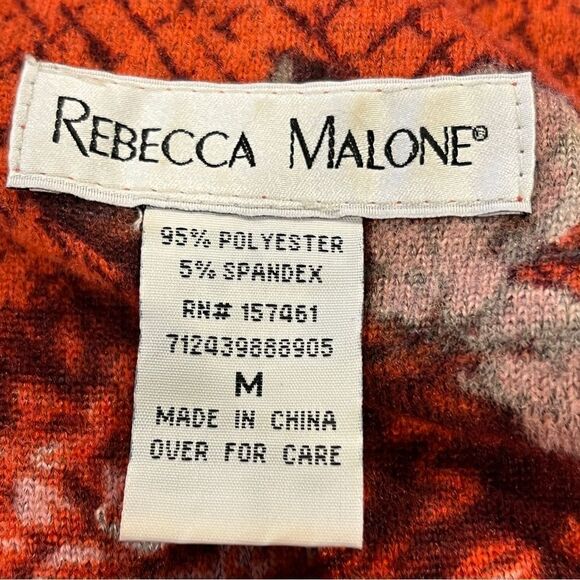 REBECCA MALONE®
95% POLYESTER
5% SPANDEX
RN# 157461
712439888905
M
MADE IN CHINA
OVER FOR CARE